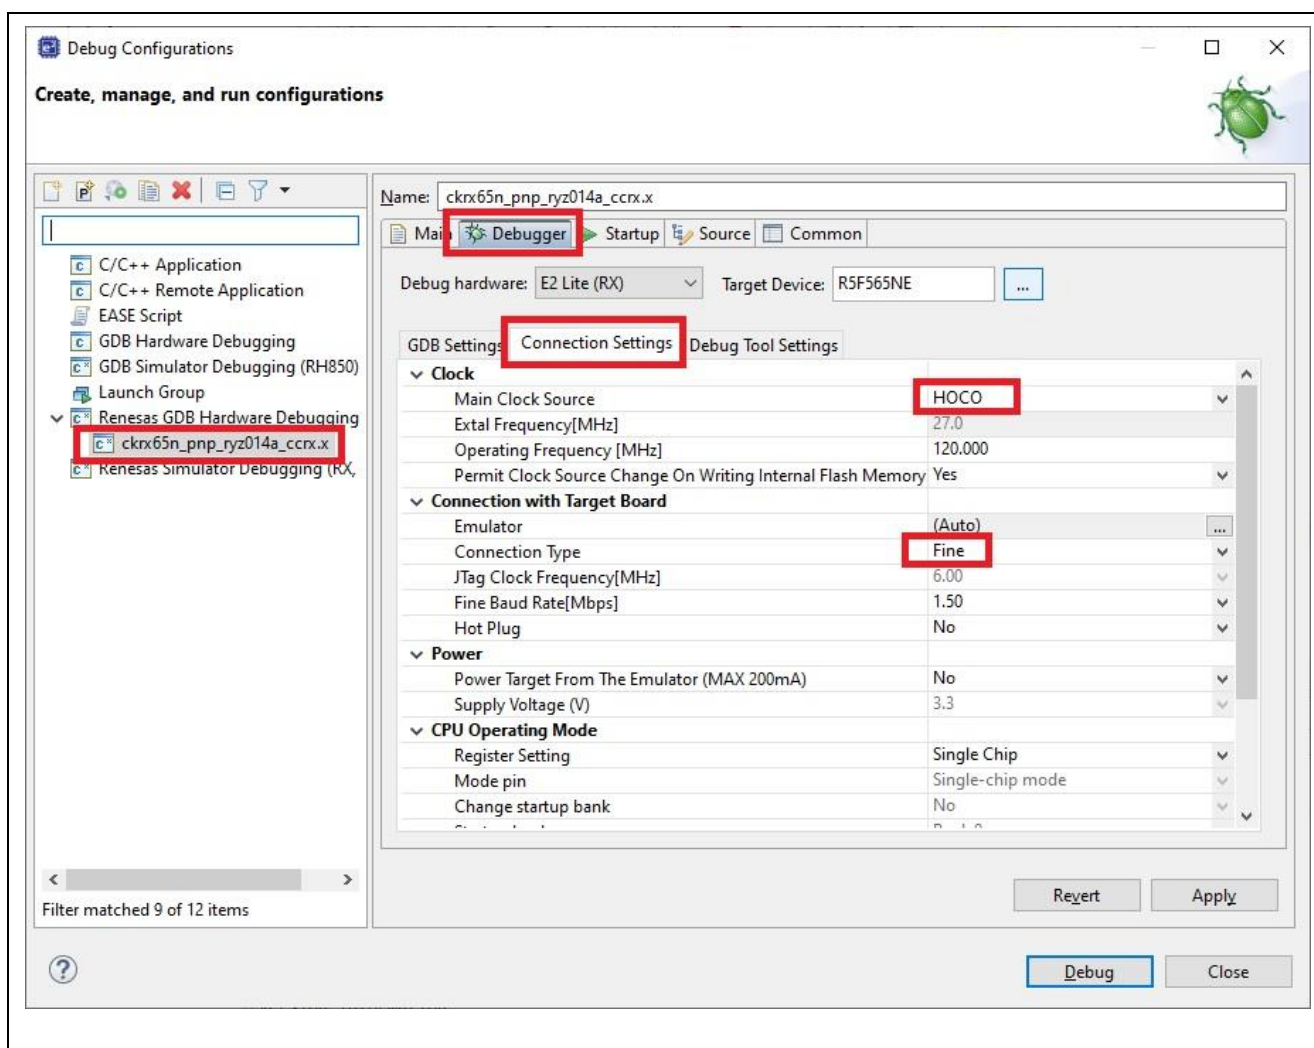 Debug Configurations
Create, manage, and run configurations
Name: ckrx65n_pnp_ryz014a_ccrx.x
Main Debugger Startup Source Common
C/C++ Application
C/C++ Remote Application
EASE Script
GDB Hardware Debugging
GDB Simulator Debugging (RH850)
Launch Group
Renesas GDB Hardware Debugging
ckrx65n_pnp_ryz014a_ccrx.x
Renesas Simulator Debugging (RX,
Filter matched 9 of 12 items
Debug hardware: E2 Lite (RX) Target Device: R5F565NE ...
GDB Settings Connection Settings Debug Tool Settings
Clock
Main Clock Source HOCO
Extal Frequency[MHz] 27.0
Operating Frequency [MHz] 120.000
Permit Clock Source Change On Writing Internal Flash Memory Yes
Connection with Target Board
Emulator (Auto) ...
Connection Type Fine
JTag Clock Frequency[MHz] 6.00
Fine Baud Rate[Mbps] 1.50
Hot Plug No
Power
Power Target From The Emulator (MAX 200mA) No
Supply Voltage (V) 3.3
CPU Operating Mode
Register Setting Single Chip
Mode pin Single-chip mode
Change startup bank No
Revert Apply
Debug Close